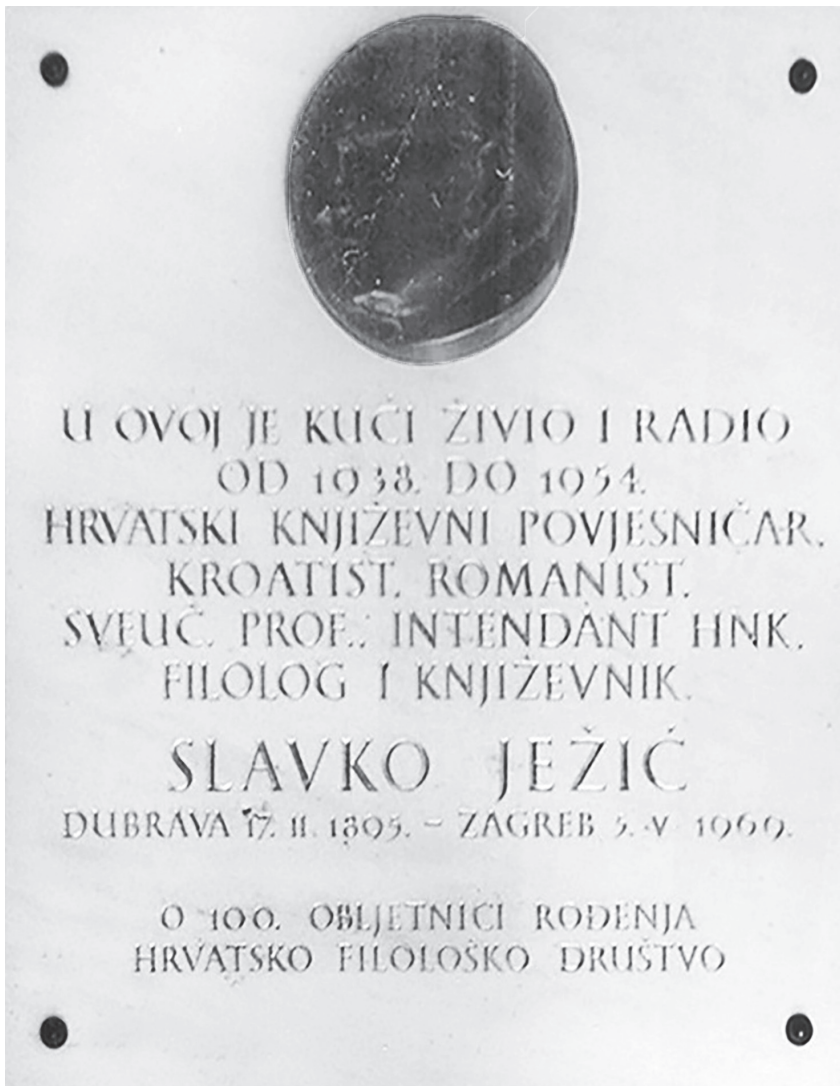 U OVOJ JE KUĆI ŽIVIO I RADIO
OD 1938. DO 1954.
HRVATSKI KNJIŽEVNI POVJESNIČAR,
KROATIST, ROMANIST,
SVEUČ. PROF., INTENDANT HNK,
FILOLOG I KNJIŽEVNIK,
SLAVKO JEŽIĆ
DUBRAVA 17. II. 1895. – ZAGREB 5. V 1969.
O 100. OBLJETNICI ROĐENJA
HRVATSKO FILOLOŠKO DRUŠTVO